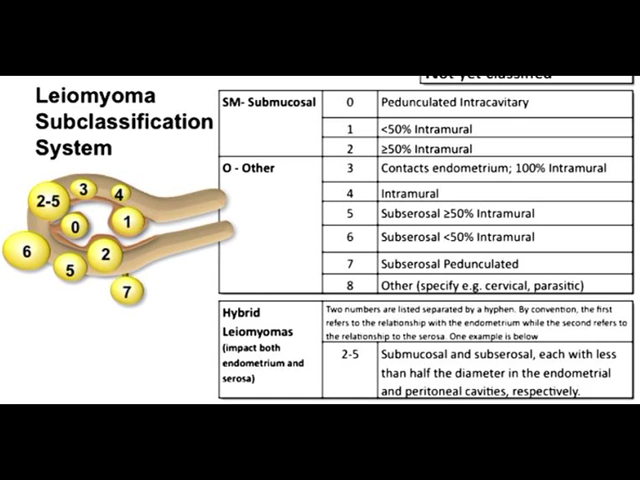 Not yet classified
Leiomyoma
Subclassification
System
SM- Submucosal
0 Pedunculated Intracavitary
1 <50% Intramural
2 ≥50% Intramural
O - Other
3 Contacts endometrium; 100% Intramural
4 Intramural
5 Subserosal ≥50% Intramural
6 Subserosal <50% Intramural
7 Subserosal Pedunculated
8 Other (specify e.g. cervical, parasitic)
Hybrid
Leiomyomas
(impact both
endometrium and
serosa)
Two numbers are listed separated by a hyphen. By convention, the first
refers to the relationship with the endometrium while the second refers to
the relationship to the serosa. One example is below
2-5 Submucosal and subserosal, each with less
than half the diameter in the endometrial
and peritoneal cavities, respectively.
3
4
2-5
1
0
6
2
5
7